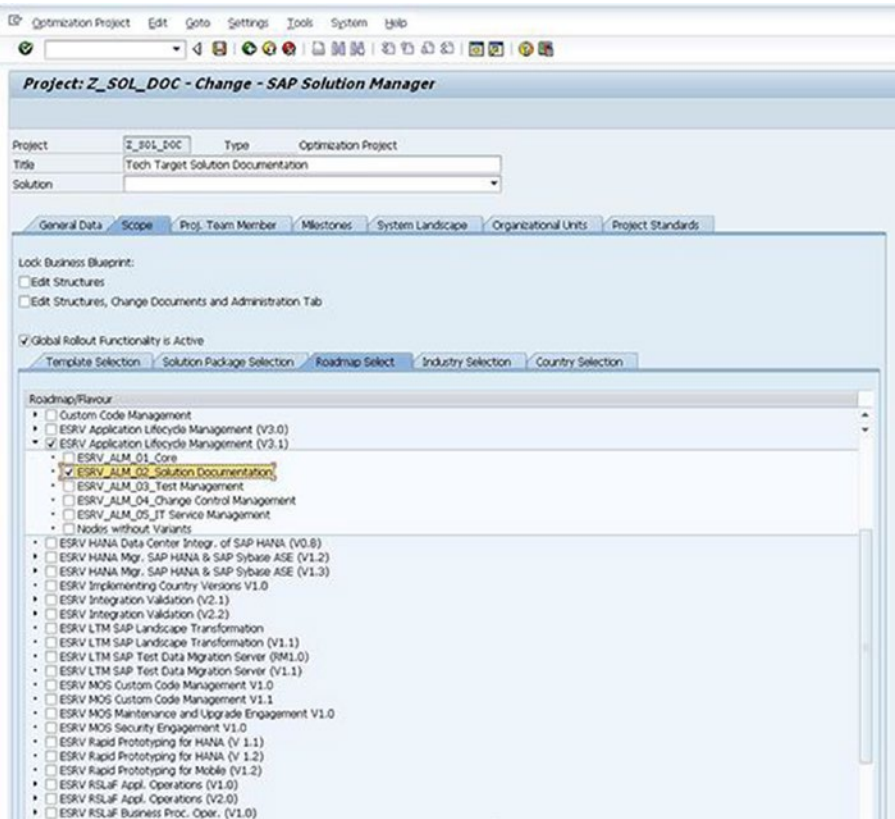 Optimization Project Edit Goto Settings Tools System Help
Project: Z_SOL_DOC - Change - SAP Solution Manager
Project Z_SOL_DOC Type Optimization Project
Title Tech Target Solution Documentation
Solution
General Data Scope Proj. Team Member Milestones System Landscape Organizational Units Project Standards
Lock Business Blueprint:
Edit Structures
Edit Structures, Change Documents and Administration Tab
Global Rollout Functionality is Active
Template Selection Solution Package Selection Roadmap Select Industry Selection Country Selection
Roadmap/Flavour
Custom Code Management
ESRV Application Lifecycle Management (V3.0)
ESRV Application Lifecycle Management (V3.1)
ESRV_ALM_01_Core
ESRV_ALM_02_Solution Documentation
ESRV_ALM_03_Test Management
ESRV_ALM_04_Change Control Management
ESRV_ALM_05_IT Service Management
Nodes without Variants
ESRV HANA Data Center Integr. of SAP HANA (V0.8)
ESRV HANA Migr. SAP HANA & SAP Sybase ASE (V1.2)
ESRV HANA Migr. SAP HANA & SAP Sybase ASE (V1.3)
ESRV Implementing Country Versions V1.0
ESRV Integration Validation (V2.1)
ESRV Integration Validation (V2.2)
ESRV LTM SAP Landscape Transformation
ESRV LTM SAP Landscape Transformation (V1.1)
ESRV LTM SAP Test Data Migration Server (RM1.0)
ESRV LTM SAP Test Data Migration Server (V1.1)
ESRV MOS Custom Code Management V1.0
ESRV MOS Custom Code Management V1.1
ESRV MOS Maintenance and Upgrade Engagement V1.0
ESRV MOS Security Engagement V1.0
ESRV Rapid Prototyping for HANA (V 1.1)
ESRV Rapid Prototyping for HANA (V 1.2)
ESRV Rapid Prototyping for Mobile (V1.2)
ESRV RSLaF Appl. Operations (V1.0)
ESRV RSLaF Appl. Operations (V2.0)
ESRV RSLaF Business Proc. Oper. (V1.0)